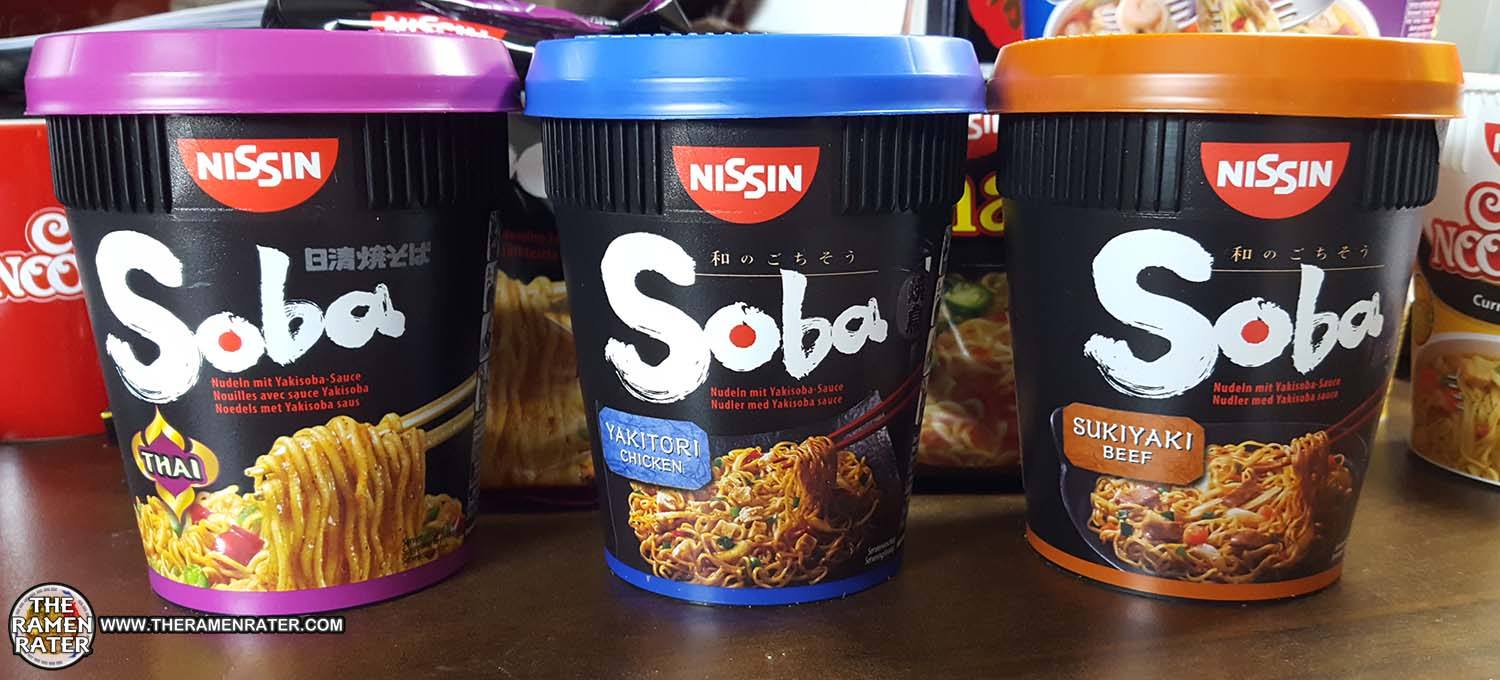 NISSIN
NISSIN
Soba
日清焼そば
Nudeln mit Yakisoba-Sauce
Nouilles avec sauce Yakisoba
Noedels met Yakisoba saus
THAI
NISSIN
和のごちそう
Soba
Nudeln mit Yakisoba-Sauce
Nudler med Yakisoba sauce
YAKITORI
CHICKEN
NISSIN
和のごちそう
Soba
Nudeln mit Yakisoba-Sauce
Nudler med Yakisoba sauce
SUKIYAKI
BEEF
THE
RAMEN
RATER
WWW.THERAMENRATER.COM